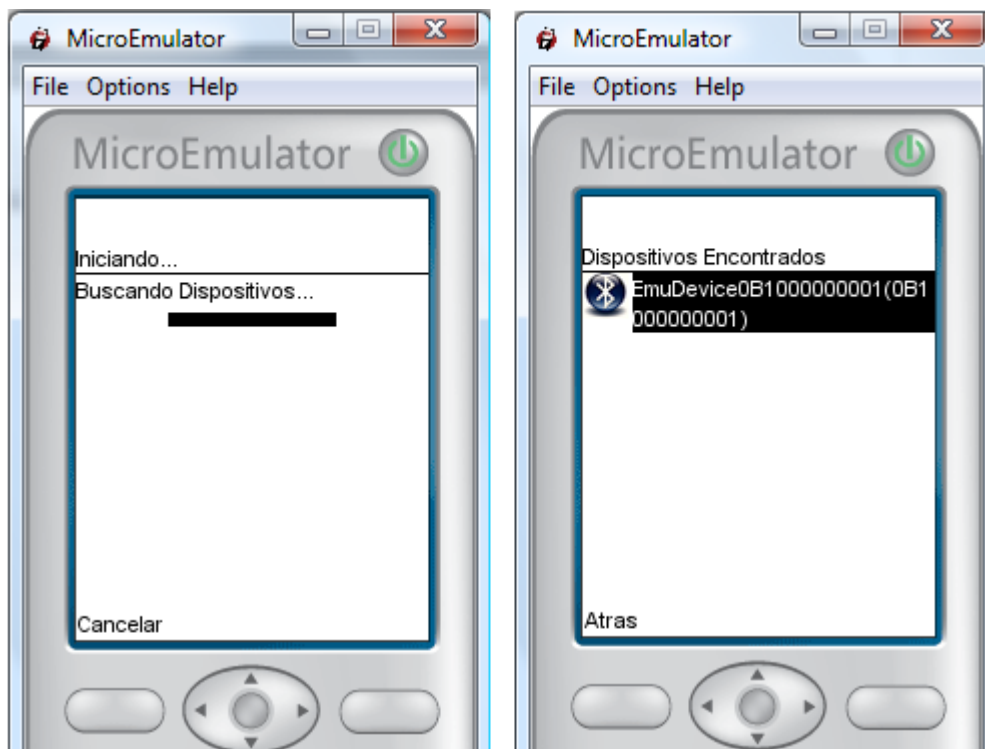 MicroEmulator
File Options Help
MicroEmulator
Iniciando...
Buscando Dispositivos...
Cancelar
MicroEmulator
File Options Help
MicroEmulator
Dispositivos Encontrados
EmuDevice0B1000000001(0B1
000000001)
Atras